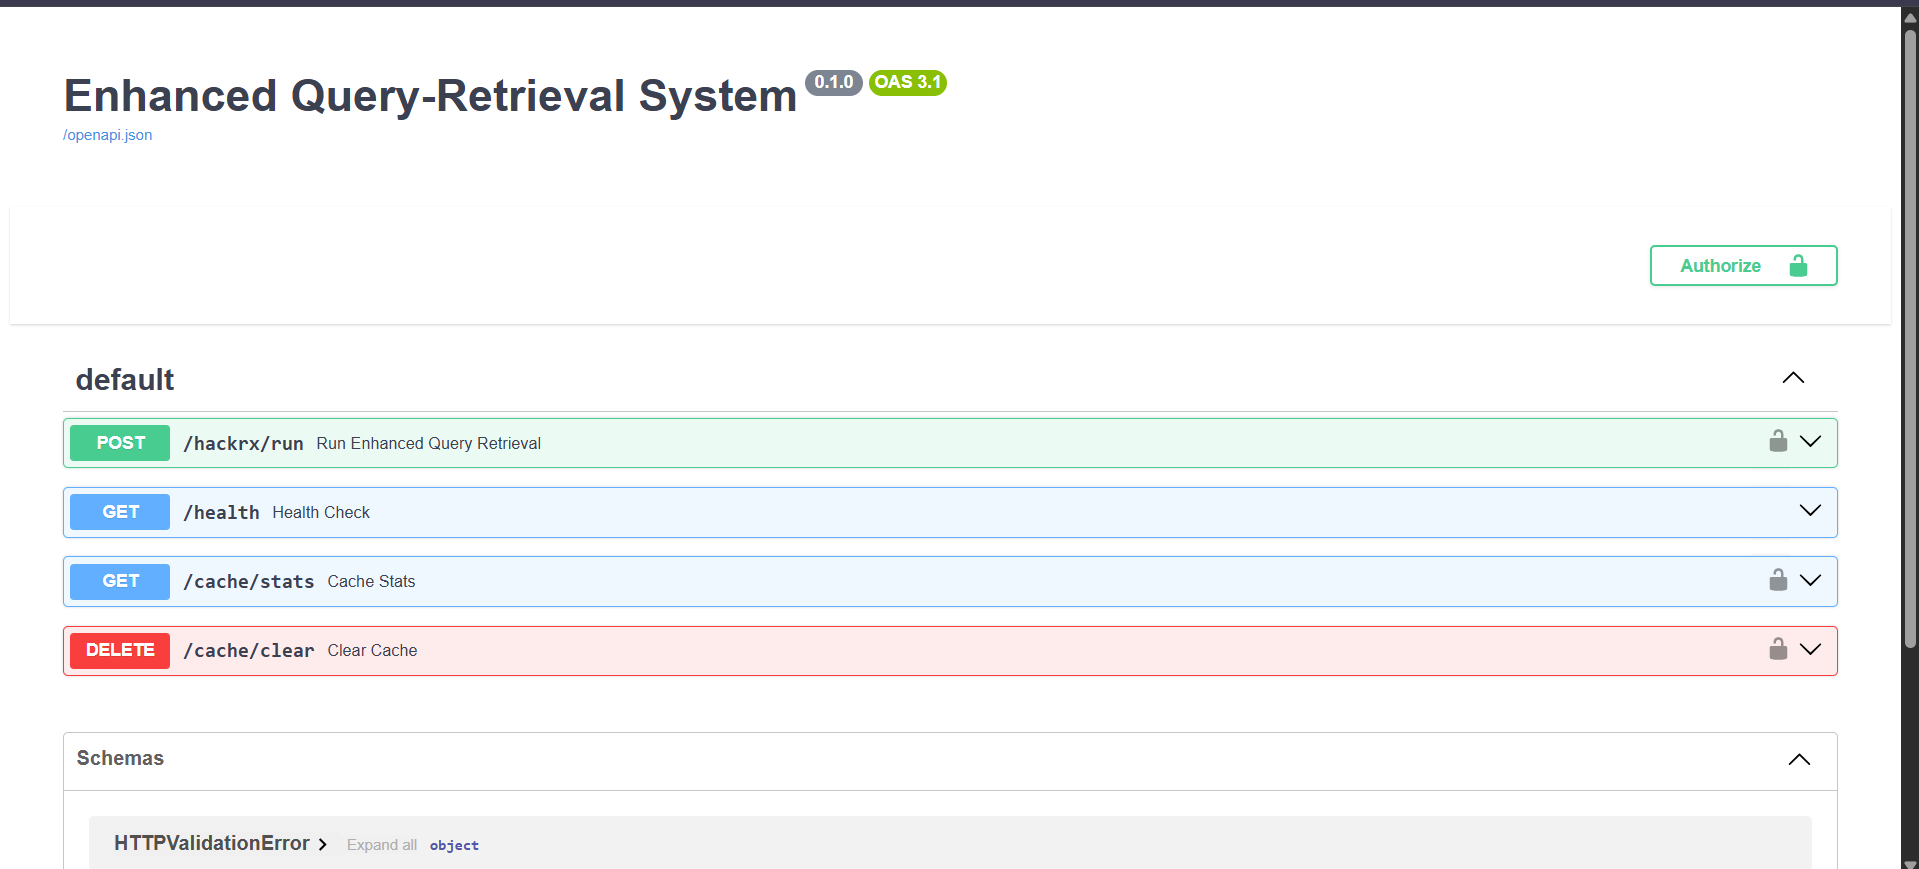 Enhanced Query-Retrieval System 0.1.0 OAS 3.1
/openapi.json
Authorize
default
POST /hackrx/run Run Enhanced Query Retrieval
GET /health Health Check
GET /cache/stats Cache Stats
DELETE /cache/clear Clear Cache
Schemas
HTTPValidationError Expand all object